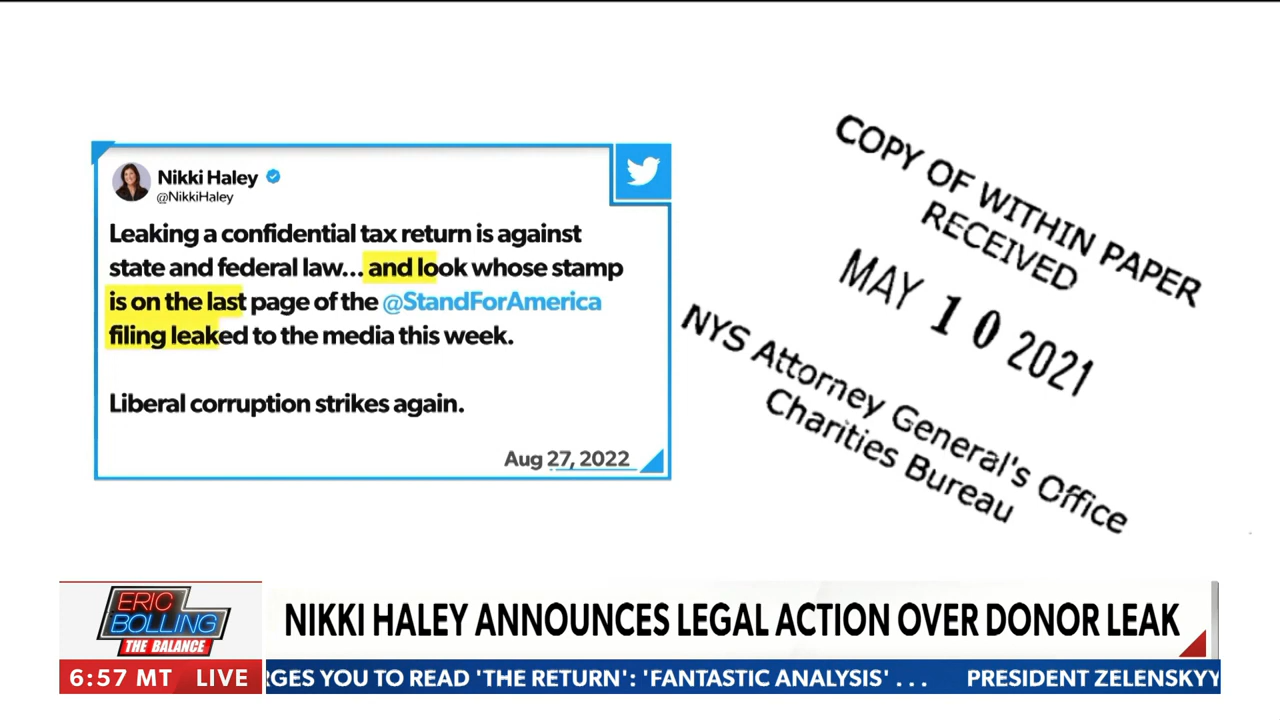 Nikki Haley
@NikkiHaley
Leaking a confidential tax return is against
state and federal law... and look whose stamp
is on the last page of the @StandForAmerica
filing leaked to the media this week.
Liberal corruption strikes again.
Aug 27, 2022
COPY OF WITHIN PAPER
RECEIVED
MAY 10 2021
NYS Attorney General's Office
Charities Bureau
ERIC
BOLLING
THE BALANCE
NIKKI HALEY ANNOUNCES LEGAL ACTION OVER DONOR LEAK
6:57 MT LIVE
RGES YOU TO READ 'THE RETURN': 'FANTASTIC ANALYSIS' . . . PRESIDENT ZELENSKYY